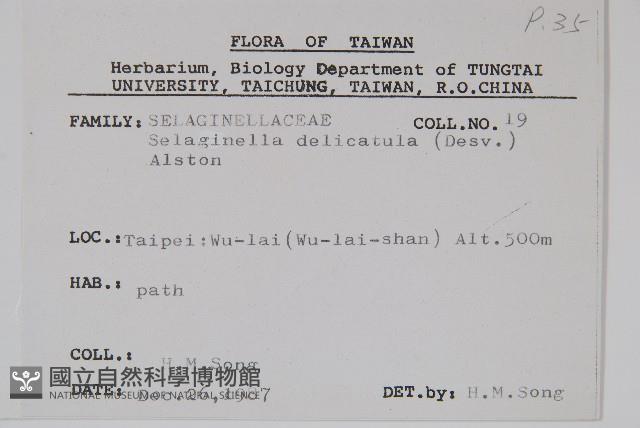 P.35
FLORA OF TAIWAN
Herbarium, Biology Department of TUNGTAI
UNIVERSITY, TAICHUNG, TAIWAN, R.O.CHINA
FAMILY: SELAGINELLACEAE COLL.NO. 19
Selaginella delicatula (Desv.)
Alston
LOC.: Taipei:Wu-lai(Wu-lai-shan) Alt.500m
HAB.: path
COLL.: H.M.Song
國立自然科學博物館
NATIONAL MUSEUM OF NATURAL SCIENCE
DATE: Dec DET.by: H.M.Song